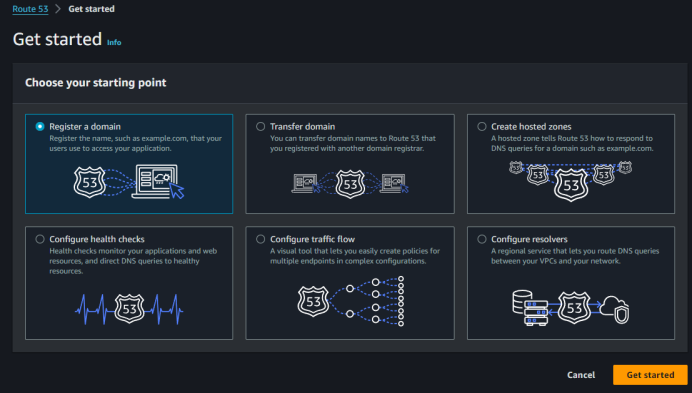 Route 53 > Get started
Get started Info
Choose your starting point
Register a domain
Register the name, such as example.com, that your
users use to access your application.
53
Transfer domain
You can transfer domain names to Route 53 that
you registered with another domain registrar.
53
Create hosted zones
A hosted zone tells Route 53 how to respond to
DNS queries for a domain such as example.com.
53 53 53 53 53
Configure health checks
Health checks monitor your applications and web
resources, and direct DNS queries to healthy
resources.
53
Configure traffic flow
A visual tool that lets you easily create policies for
multiple endpoints in complex configurations.
53
Configure resolvers
A regional service that lets you route DNS queries
between your VPCs and your network.
53
Cancel Get started